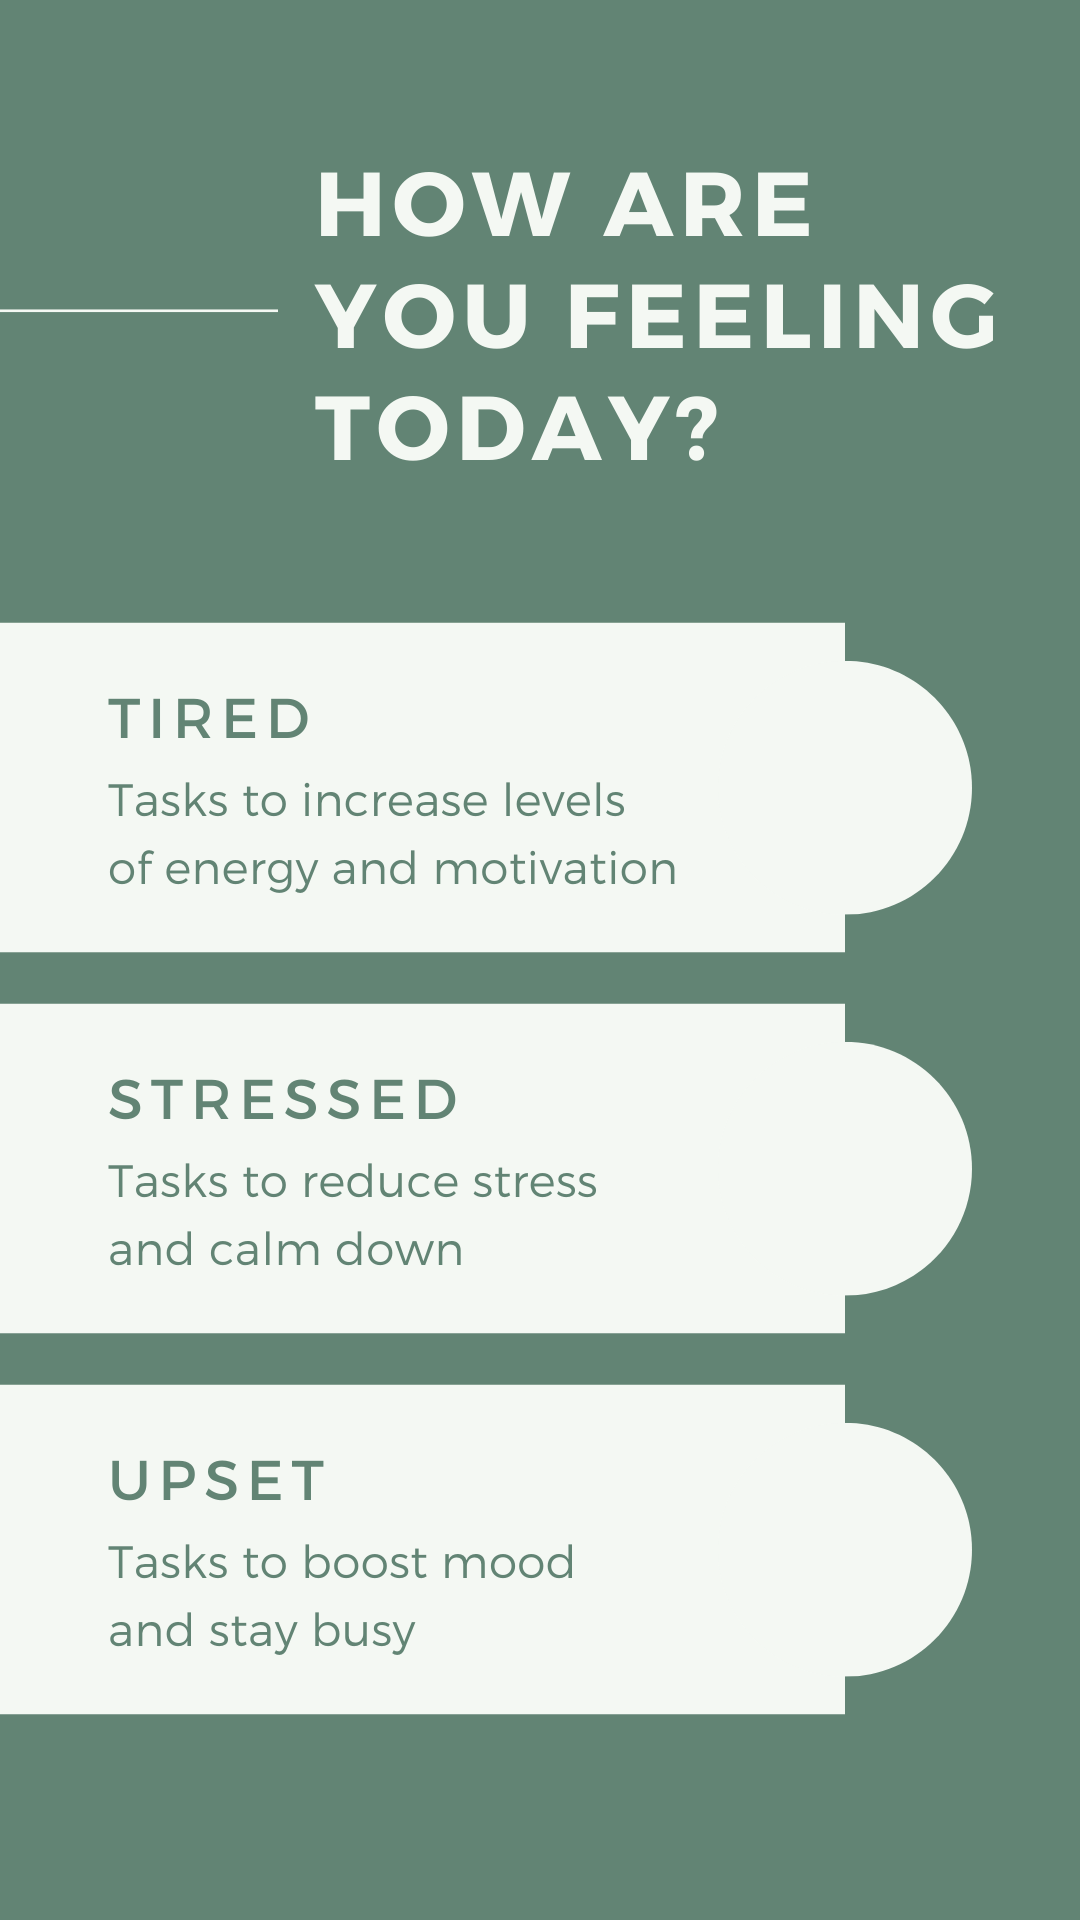 HOW ARE
YOU FEELING
TODAY?
TIRED
Tasks to increase levels
of energy and motivation
STRESSED
Tasks to reduce stress
and calm down
UPSET
Tasks to boost mood
and stay busy